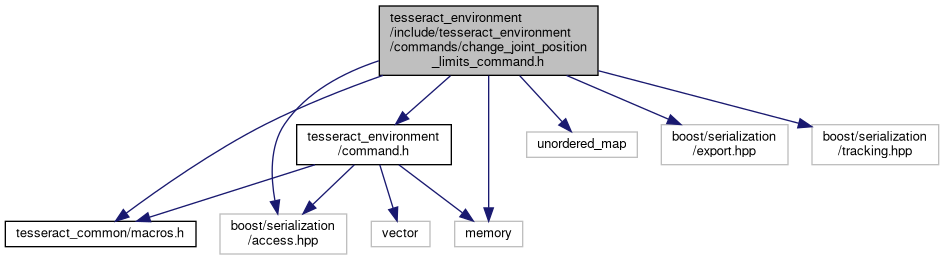 tesseract_environment
/include/tesseract_environment
/commands/change_joint_position
_limits_command.h
tesseract_environment
/command.h
unordered_map
boost/serialization
/export.hpp
boost/serialization
/tracking.hpp
tesseract_common/macros.h
boost/serialization
/access.hpp
vector
memory